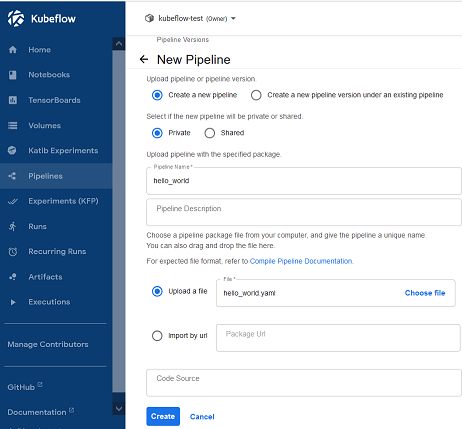 Kubeflow
kubeflow-test (Owner)
Home
Notebooks
TensorBoards
Volumes
Katib Experiments
Pipelines
Experiments (KFP)
Runs
Recurring Runs
Artifacts
Executions
Manage Contributors
GitHub
Documentation
Pipeline Versions
New Pipeline
Upload pipeline or pipeline version.
Create a new pipeline Create a new pipeline version under an existing pipeline
Select if the new pipeline will be private or shared.
Private Shared
Upload pipeline with the specified package.
Pipeline Name *
hello_world
Pipeline Description
Choose a pipeline package file from your computer, and give the pipeline a unique name.
You can also drag and drop the file here.
For expected file format, refer to Compile Pipeline Documentation.
File *
Upload a file hello_world.yaml Choose file
Import by url Package Url
Code Source
Create Cancel